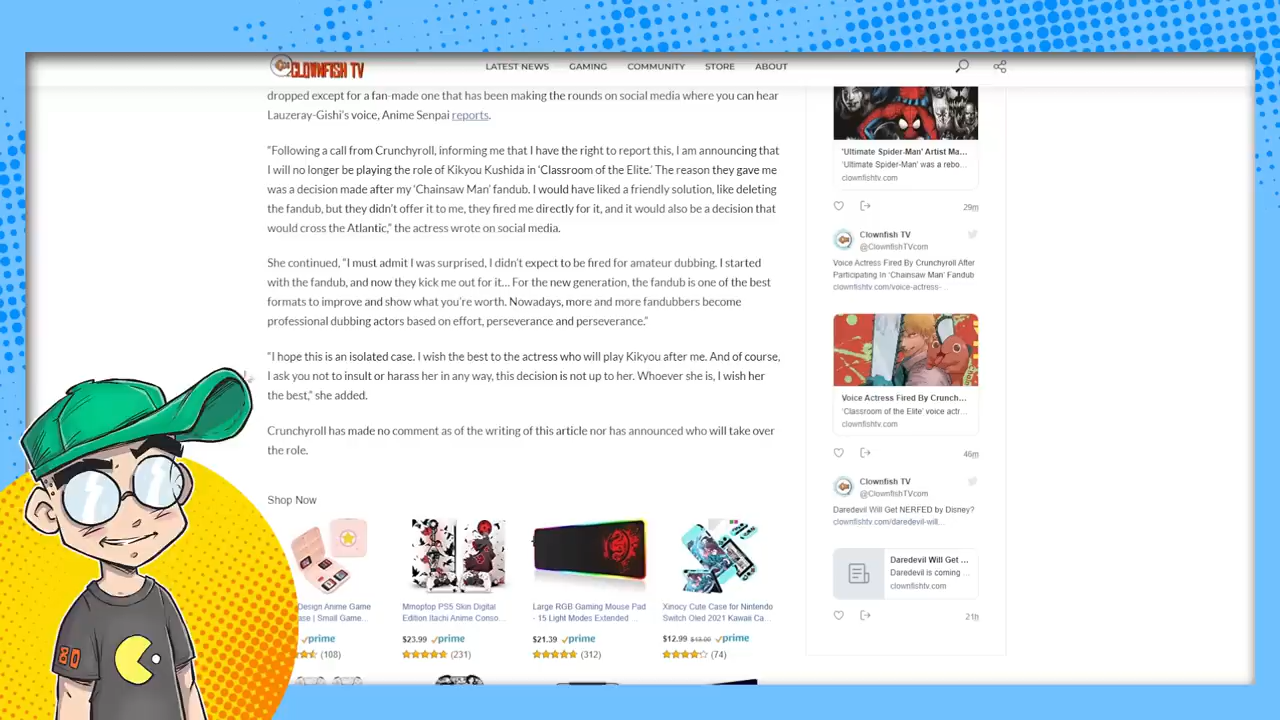 CLOWNFISH TV
LATEST NEWS GAMING COMMUNITY STORE ABOUT
dropped except for a fan-made one that has been making the rounds on social media where you can hear
Lauzeray-Gishi's voice, Anime Senpai reports.
"Following a call from Crunchyroll, informing me that I have the right to report this, I am announcing that
I will no longer be playing the role of Kikyou Kushida in 'Classroom of the Elite.' The reason they gave me
was a decision made after my 'Chainsaw Man' fandub. I would have liked a friendly solution, like deleting
the fandub, but they didn't offer it to me, they fired me directly for it, and it would also be a decision that
would cross the Atlantic," the actress wrote on social media.
She continued, "I must admit I was surprised, I didn't expect to be fired for amateur dubbing. I started
with the fandub, and now they kick me out for it… For the new generation, the fandub is one of the best
formats to improve and show what you're worth. Nowadays, more and more fandubbers become
professional dubbing actors based on effort, perseverance and perseverance."
"I hope this is an isolated case. I wish the best to the actress who will play Kikyou after me. And of course,
I ask you not to insult or harass her in any way, this decision is not up to her. Whoever she is, I wish her
the best," she added.
Crunchyroll has made no comment as of the writing of this article nor has announced who will take over
the role.
Shop Now
Design Anime Game
ase | Small Game...
prime
(108)
Mmoptop PS5 Skin Digital
Edition Itachi Anime Conso...
$23.99 prime
(231)
Large RGB Gaming Mouse Pad
- 15 Light Modes Extended ...
$21.39 prime
(312)
Xinocy Cute Case for Nintendo
Switch Oled 2021 Kawaii Ca...
$12.99 $13.00 prime
(74)
'Ultimate Spider-Man' Artist Ma...
'Ultimate Spider-Man' was a rebo...
clownfishtv.com
29m
Clownfish TV
@ClownfishTVcom
Voice Actress Fired By Crunchyroll After
Participating In 'Chainsaw Man' Fandub
clownfishtv.com/voice-actress-...
Voice Actress Fired By Crunch...
'Classroom of the Elite' voice actr...
clownfishtv.com
46m
Clownfish TV
@ClownfishTVcom
Daredevil Will Get NERFED by Disney?
clownfishtv.com/daredevil-will...
Daredevil Will Get ...
Daredevil is coming ...
clownfishtv.com
21h
80